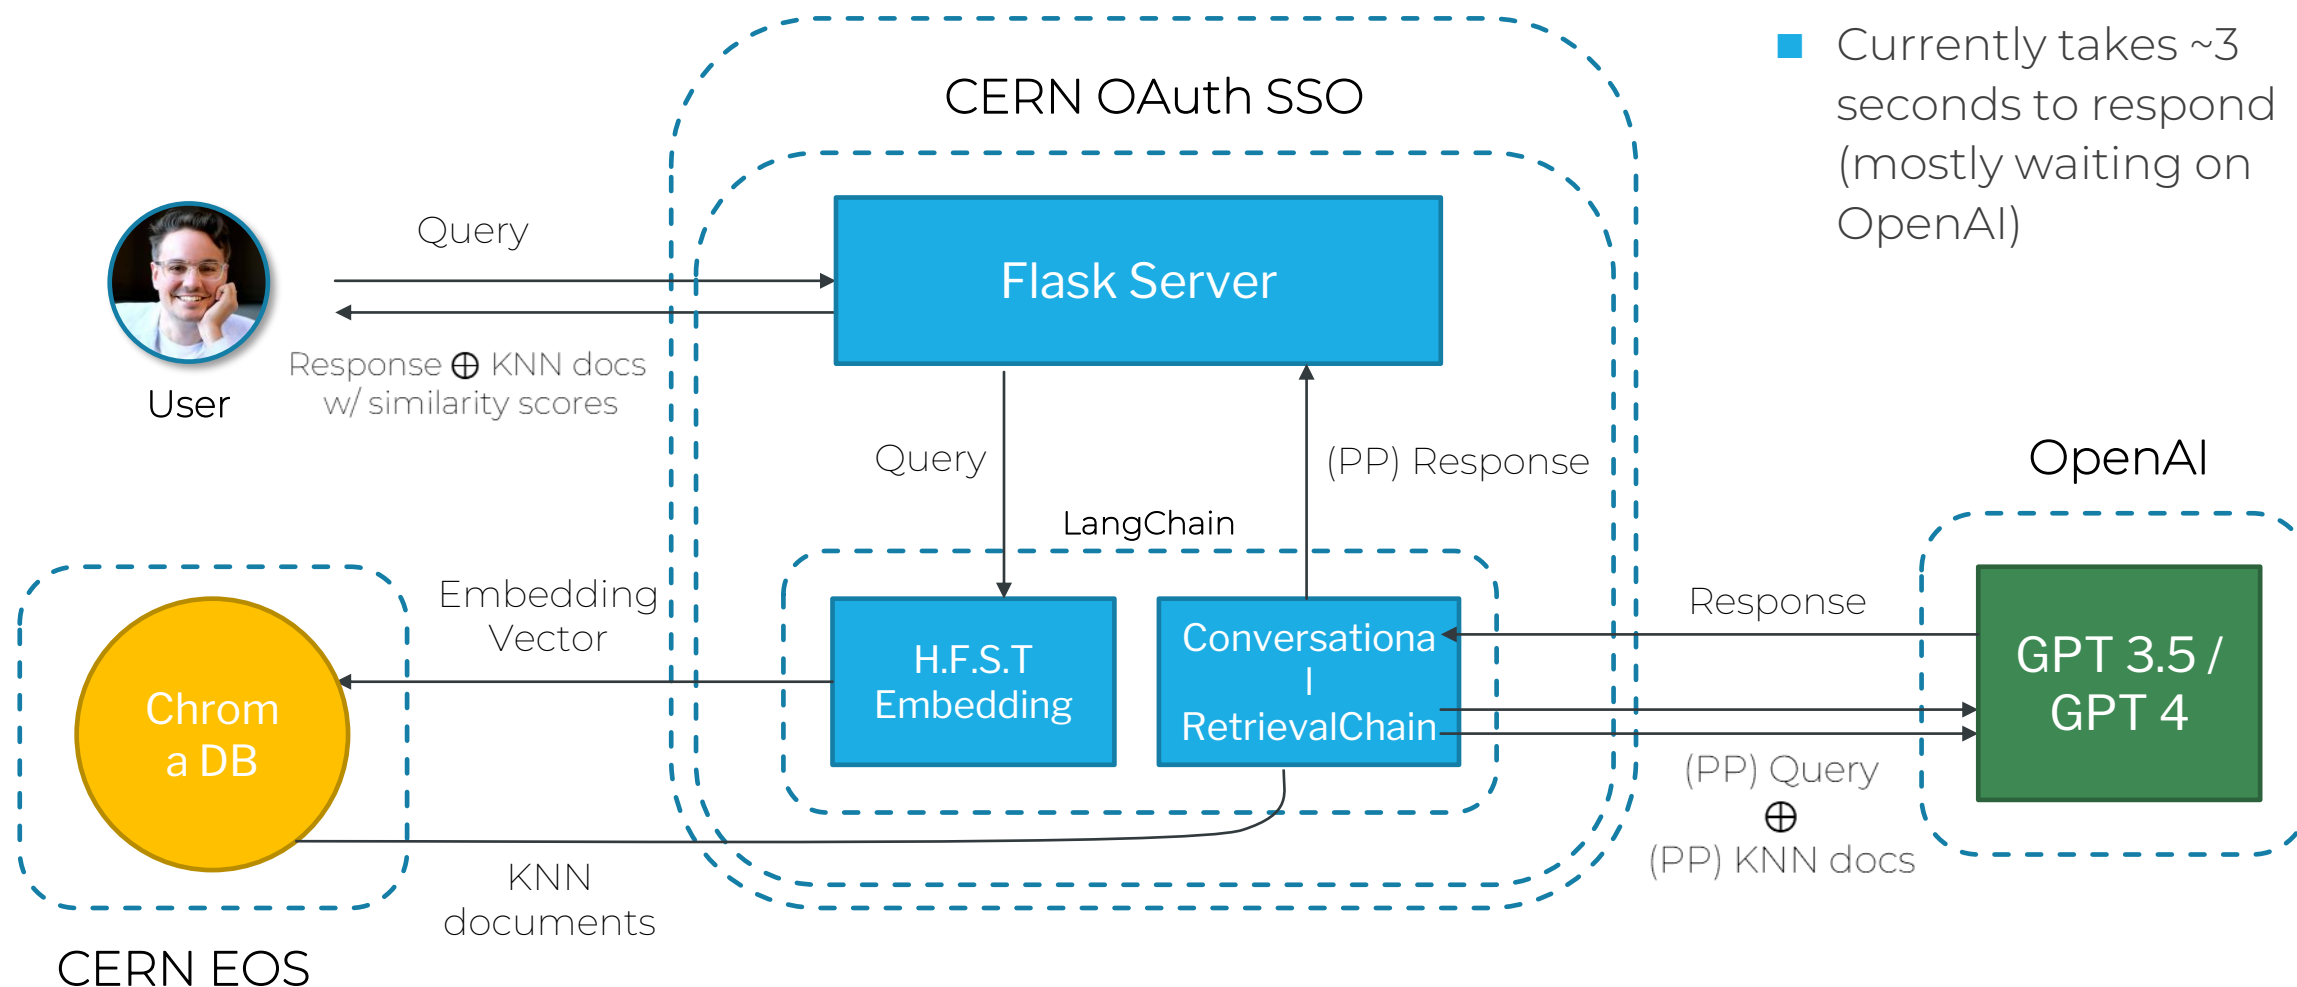 CERN OAuth SSO
Currently takes ~3
seconds to respond
(mostly waiting on
OpenAI)
Query
Flask Server
Response ⊕ KNN docs
w/ similarity scores
User
Query
(PP) Response
OpenAI
LangChain
Embedding
Vector
Response
H.F.S.T
Embedding
Conversationa
l
RetrievalChain
GPT 3.5 /
GPT 4
Chrom
a DB
(PP) Query
⊕
(PP) KNN docs
KNN
documents
CERN EOS